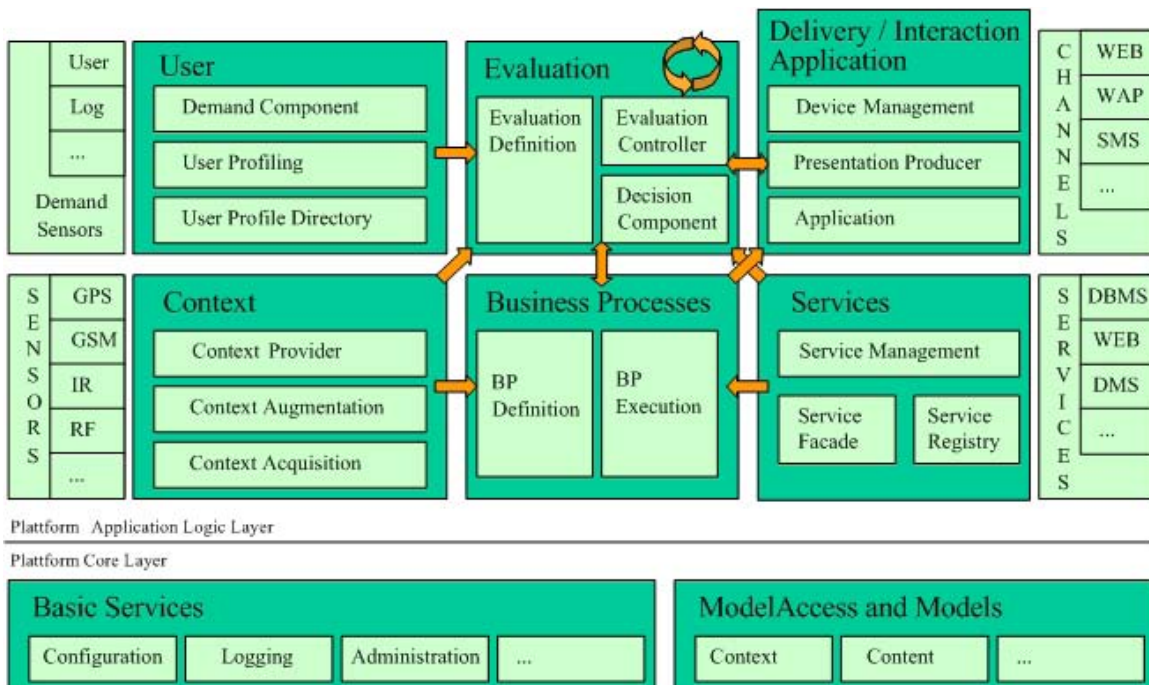 User
Log
...
Demand
Sensors
User
Demand Component
User Profiling
User Profile Directory
Evaluation
Evaluation
Definition
Evaluation
Controller
Decision
Component
Delivery / Interaction
Application
Device Management
Presentation Producer
Application
CHANNELS
WEB
WAP
SMS
...
SENSORS
GPS
GSM
IR
RF
...
Context
Context Provider
Context Augmentation
Context Acquisition
Business Processes
BP
Definition
BP
Execution
Services
Service Management
Service
Facade
Service
Registry
SERVICES
DBMS
WEB
DMS
...
Plattform Application Logic Layer
Plattform Core Layer
Basic Services
Configuration
Logging
Administration
...
ModelAccess and Models
Context
Content
...